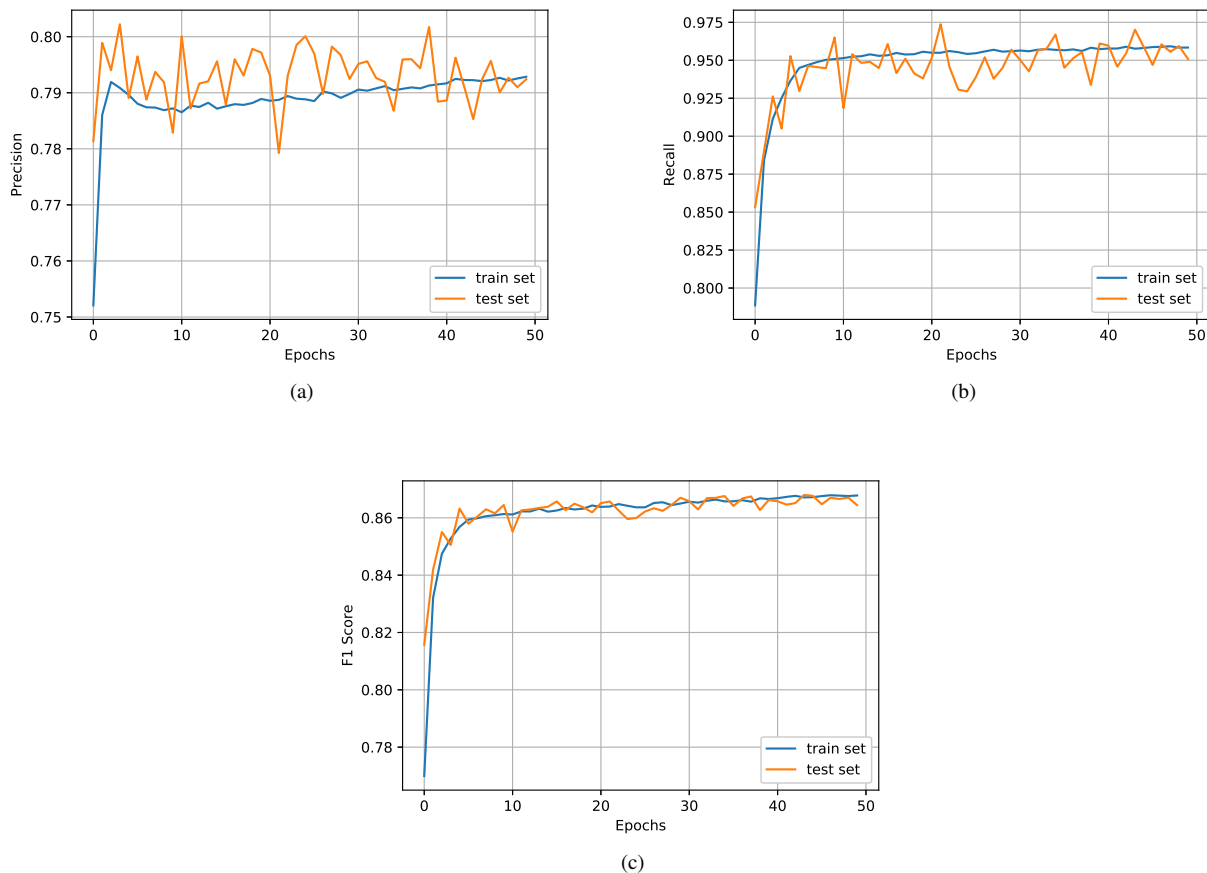 0.80
0.79
0.78
0.77
0.76
0.75
Precision
0 10 20 30 40 50
Epochs
train set
test set
(a)
0.975
0.950
0.925
0.900
0.875
0.850
0.825
0.800
Recall
0 10 20 30 40 50
Epochs
train set
test set
(b)
0.86
0.84
0.82
0.80
0.78
F1 Score
0 10 20 30 40 50
Epochs
train set
test set
(c)